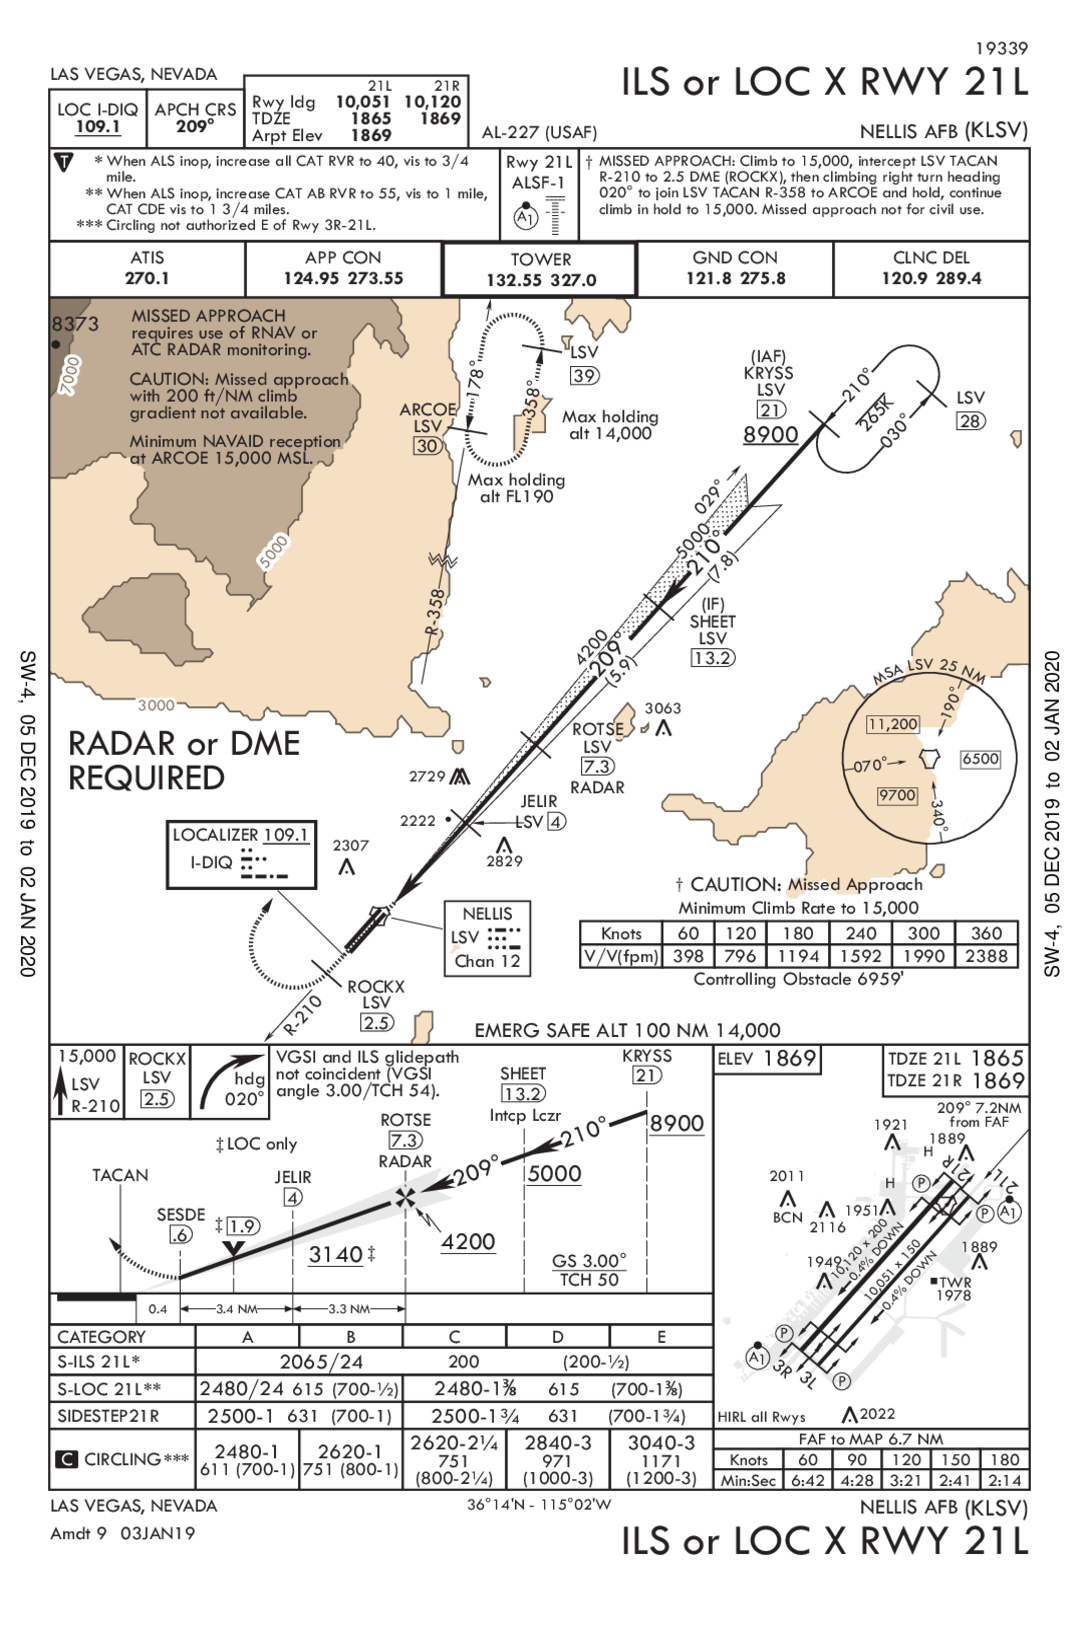 19339
LAS VEGAS, NEVADA
ILS or LOC X RWY 21L
LOC I-DIQ
109.1
APCH CRS
209°
21L 21R
Rwy ldg 10,051 10,120
TDZE 1865 1869
Arpt Elev 1869
AL-227 (USAF)
NELLIS AFB (KLSV)
T
* When ALS inop, increase all CAT RVR to 40, vis to 3/4
mile.
** When ALS inop, increase CAT AB RVR to 55, vis to 1 mile,
CAT CDE vis to 1 3/4 miles.
*** Circling not authorized E of Rwy 3R-21L.
Rwy 21L
ALSF-1
A1
† MISSED APPROACH: Climb to 15,000, intercept LSV TACAN
R-210 to 2.5 DME (ROCKX), then climbing right turn heading
020° to join LSV TACAN R-358 to ARCOE and hold, continue
climb in hold to 15,000. Missed approach not for civil use.
ATIS
270.1
APP CON
124.95 273.55
TOWER
132.55 327.0
GND CON
121.8 275.8
CLNC DEL
120.9 289.4
8373
7000
MISSED APPROACH
requires use of RNAV or
ATC RADAR monitoring.
CAUTION: Missed approach
with 200 ft/NM climb
gradient not available.
Minimum NAVAID reception
at ARCOE 15,000 MSL.
178°
358°
LSV
39
ARCOE
LSV
30
Max holding
alt 14,000
Max holding
alt FL190
(IAF)
KRYSS
LSV
21
8900
210°
265K
030°
LSV
28
029°
5000
210°
(7.8)
5000
R-358
(IF)
SHEET
LSV
13.2
4200
209°
(5.9)
3000
3063
ROTSE
LSV
7.3
RADAR
MSA LSV 25 NM
190°
11,200
070°
6500
9700
340°
RADAR or DME
REQUIRED
2729
2222
JELIR
LSV 4
2829
2307
LOCALIZER 109.1
I-DIQ
NELLIS
LSV
Chan 12
ROCKX
LSV
2.5
R-210
† CAUTION: Missed Approach
Minimum Climb Rate to 15,000
Knots 60 120 180 240 300 360
V/V(fpm) 398 796 1194 1592 1990 2388
Controlling Obstacle 6959'
EMERG SAFE ALT 100 NM 14,000
15,000
LSV
R-210
ROCKX
LSV
2.5
hdg
020°
VGSI and ILS glidepath
not coincident (VGSI
angle 3.00/TCH 54).
KRYSS
21
SHEET
13.2
Intcp Lczr
ROTSE
7.3
RADAR
210°
8900
‡ LOC only
209°
5000
TACAN
JELIR
4
SESDE
.6
‡ 1.9
3140 ‡
4200
GS 3.00°
TCH 50
0.4
3.4 NM
3.3 NM
ELEV 1869
TDZE 21L 1865
TDZE 21R 1869
209° 7.2NM
from FAF
1921
H
1889
21R
21L
P
2011
BCN
H
1951
2116
P A1
10,120 x 200
0.4% DOWN
1949
10,051 x 150
0.4% DOWN
1889
TWR
1978
P
A1
3R 3L
P
HIRL all Rwys
2022
CATEGORY A B C D E
S-ILS 21L* 2065/24 200 (200-½)
S-LOC 21L** 2480/24 615 (700-½) 2480-1⅜ 615 (700-1⅜)
SIDESTEP21R 2500-1 631 (700-1) 2500-1¾ 631 (700-1¾)
C CIRCLING*** 2480-1 611 (700-1) 2620-1 751 (800-1) 2620-2¼ 751 (800-2¼) 2840-3 971 (1000-3) 3040-3 1171 (1200-3)
FAF to MAP 6.7 NM
Knots 60 90 120 150 180
Min:Sec 6:42 4:28 3:21 2:41 2:14
LAS VEGAS, NEVADA
Amdt 9 03JAN19
36°14'N - 115°02'W
NELLIS AFB (KLSV)
ILS or LOC X RWY 21L
SW-4, 05 DEC 2019 to 02 JAN 2020
SW-4, 05 DEC 2019 to 02 JAN 2020